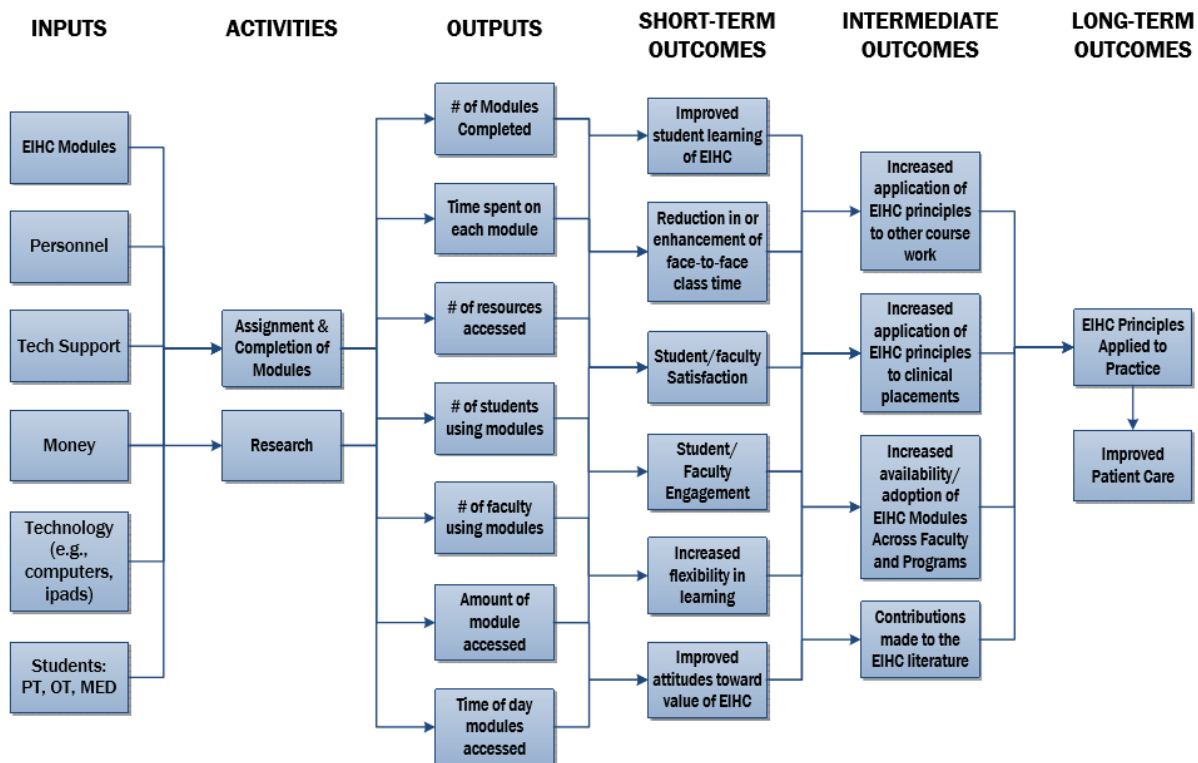 INPUTS
ACTIVITIES
OUTPUTS
SHORT-TERM
OUTCOMES
INTERMEDIATE
OUTCOMES
LONG-TERM
OUTCOMES
EIHC Modules
Personnel
Tech Support
Money
Technology
(e.g.,
computers,
ipads)
Students:
PT, OT, MED
Assignment &
Completion of
Modules
Research
# of Modules
Completed
Time spent on
each module
# of resources
accessed
# of students
using modules
# of faculty
using modules
Amount of
module
accessed
Time of day
modules
accessed
Improved
student learning
of EIHC
Reduction in or
enhancement of
face-to-face
class time
Student/faculty
Satisfaction
Student/
Faculty
Engagement
Increased
flexibility in
learning
Improved
attitudes toward
value of EIHC
Increased
application of
EIHC principles
to other course
work
Increased
application of
EIHC principles
to clinical
placements
Increased
availability/
adoption of
EIHC Modules
Across Faculty
and Programs
Contributions
made to the
EIHC literature
EIHC Principles
Applied to
Practice
Improved
Patient Care